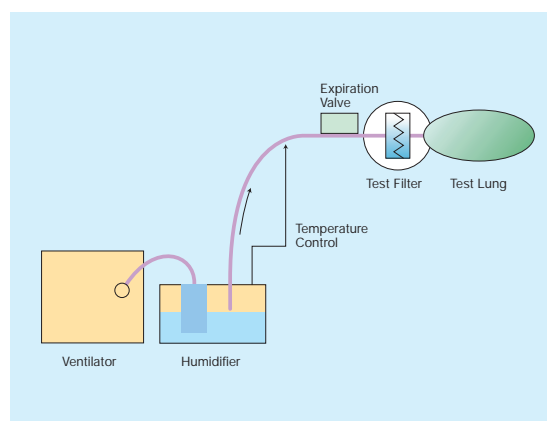 Expiration
Valve
Test Filter
Test Lung
Temperature
Control
Ventilator
Humidifier